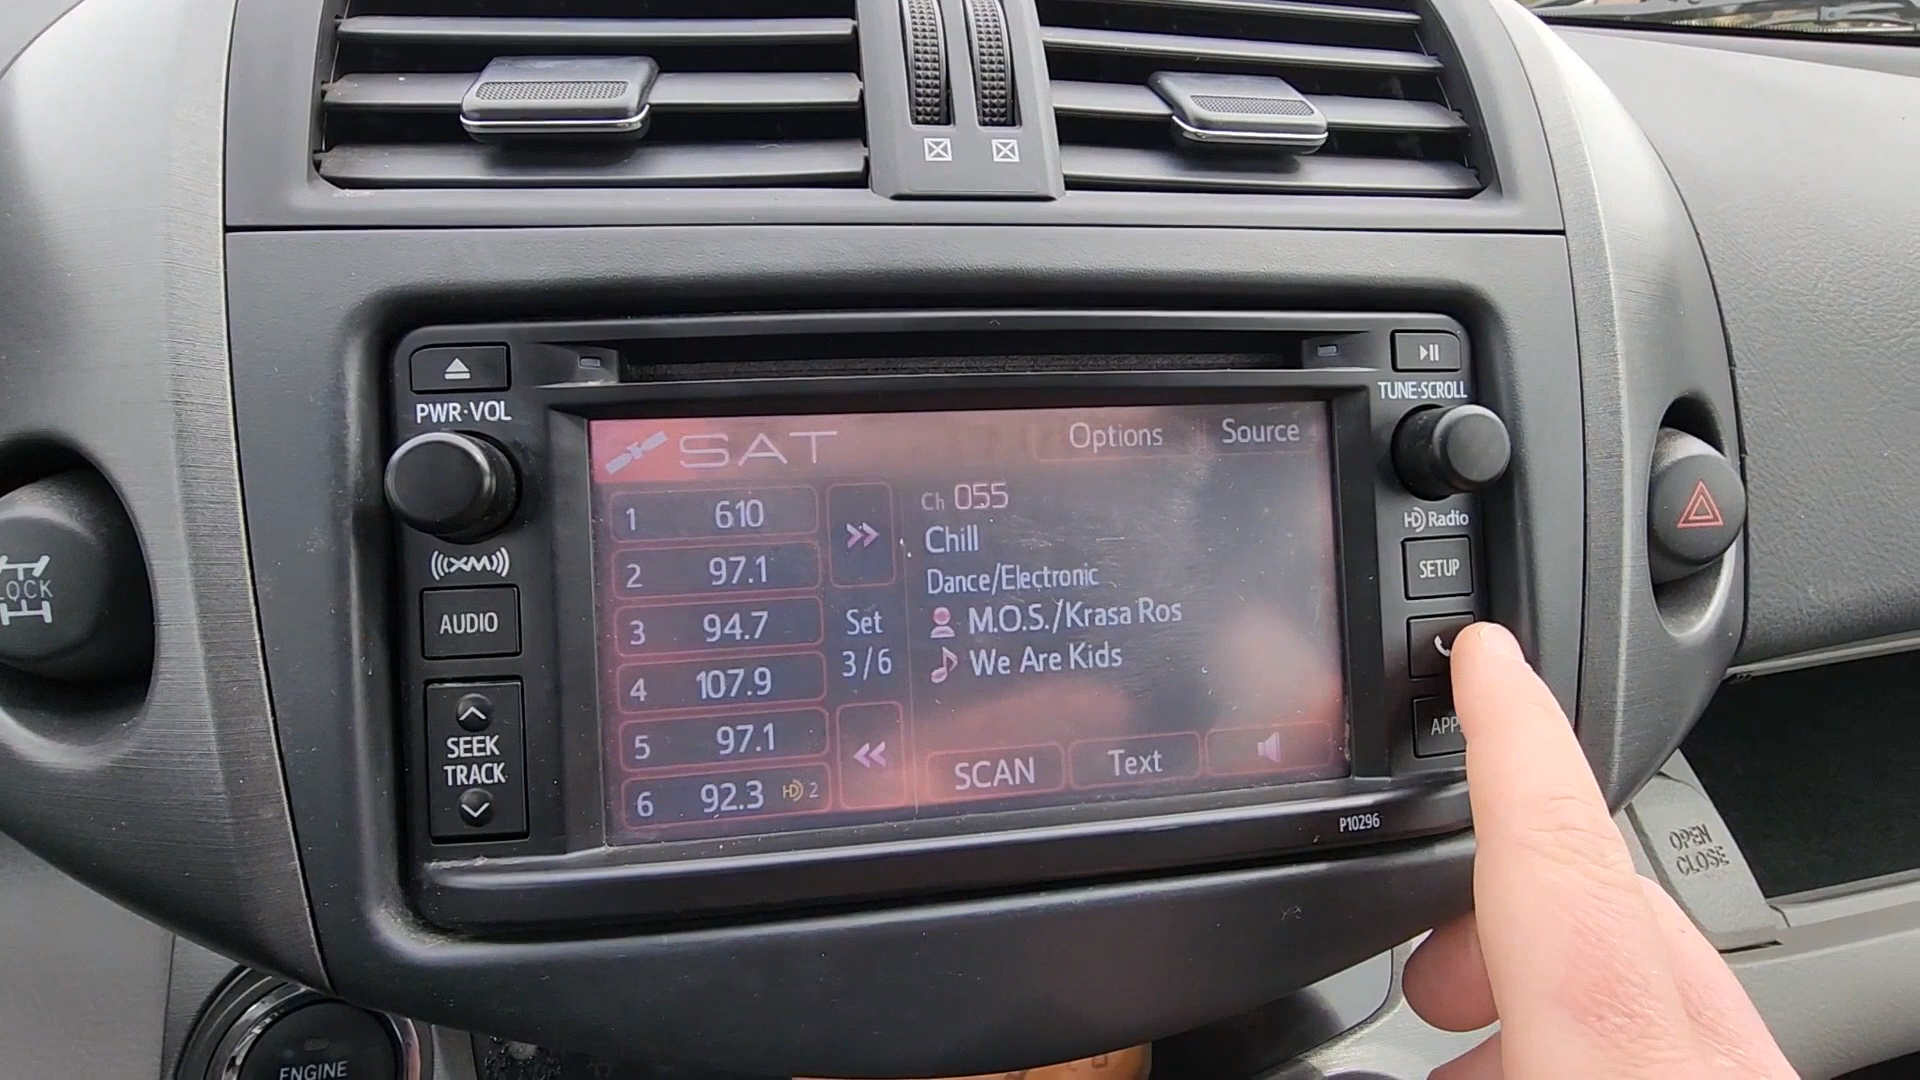 PWR·VOL
TUNE·SCROLL
SAT
Options
Source
1 610
2 97.1
3 94.7
4 107.9
5 97.1
6 92.3 HD 2
Set
3/6
Ch 055
Chill
Dance/Electronic
M.O.S./Krasa Ros
We Are Kids
SCAN
Text
((XM))
AUDIO
SEEK
TRACK
HD Radio
SETUP
APP
P10296
LOCK
OPEN
CLOSE
ENGINE